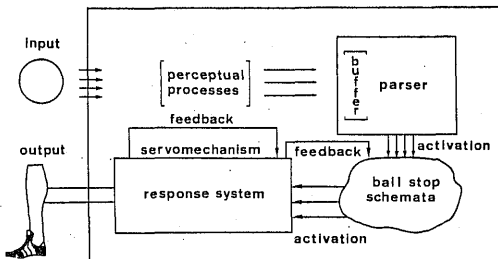 input
perceptual
processes
buffer
parser
feedback
activation
output
servomechanism
feedback
response system
ball stop
schemata
activation